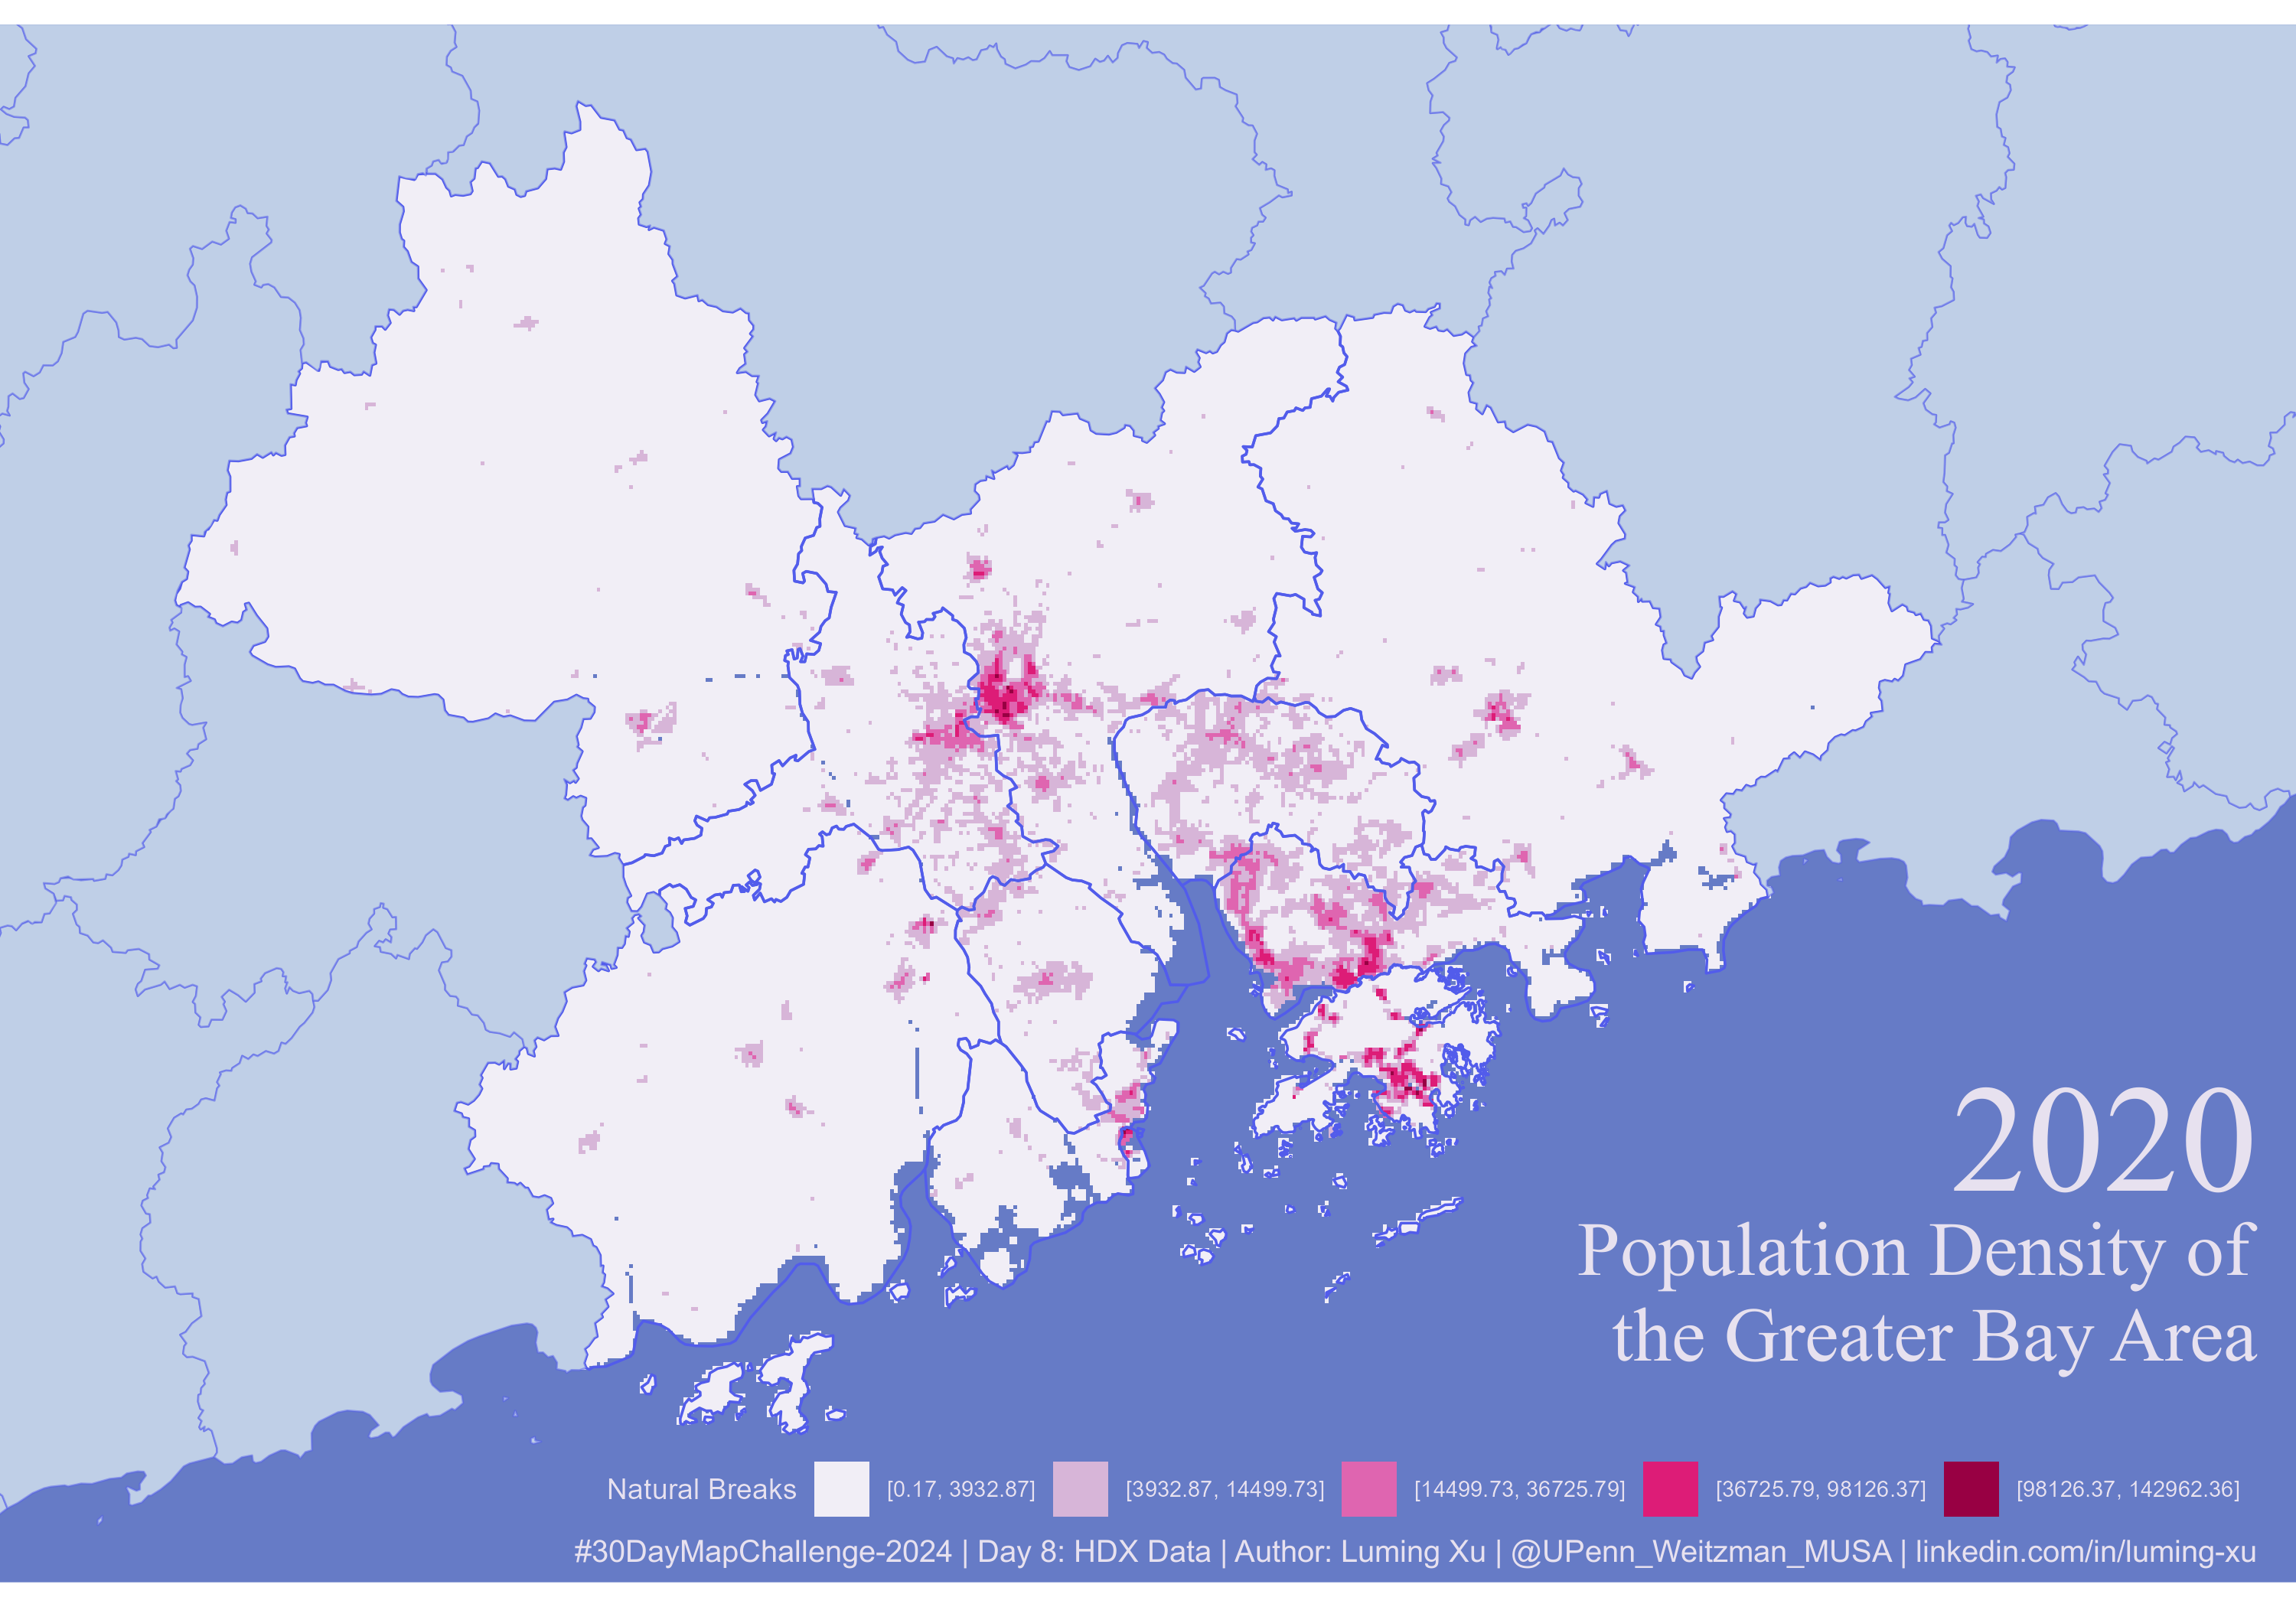 2020
Population Density of
the Greater Bay Area
Natural Breaks [0.17, 3932.87] [3932.87, 14499.73] [14499.73, 36725.79] [36725.79, 98126.37] [98126.37, 142962.36]
#30DayMapChallenge-2024 | Day 8: HDX Data | Author: Luming Xu | @UPenn_Weitzman_MUSA | linkedin.com/in/luming-xu